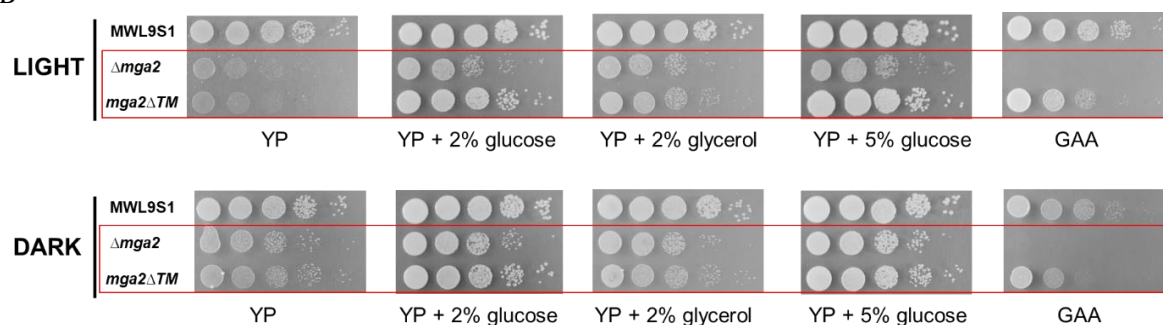 MWL9S1
LIGHT
Δmga2
mga2ΔTM
YP
YP + 2% glucose
YP + 2% glycerol
YP + 5% glucose
GAA
MWL9S1
DARK
Δmga2
mga2ΔTM
YP
YP + 2% glucose
YP + 2% glycerol
YP + 5% glucose
GAA